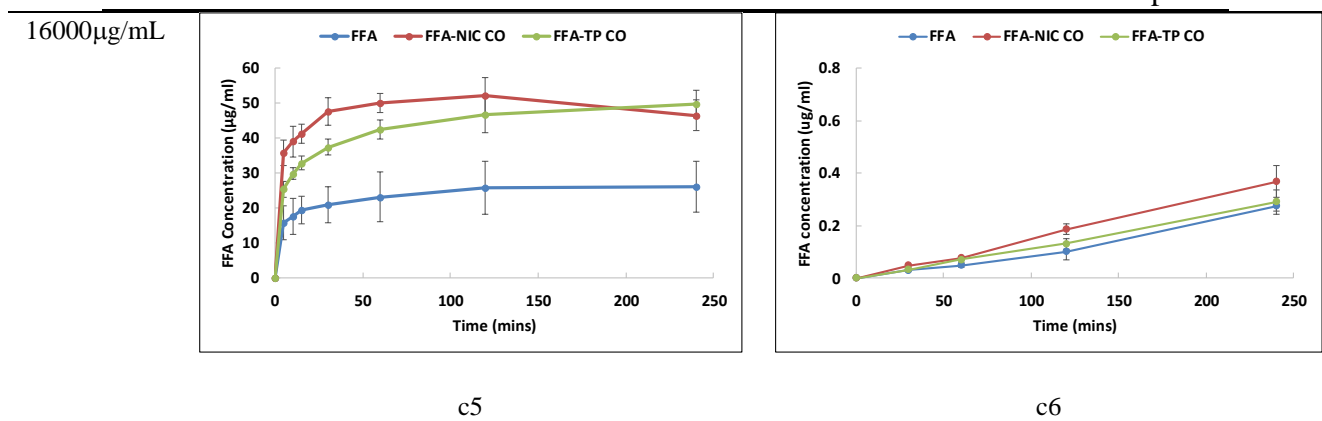 16000µg/mL
FFA FFA-NIC CO FFA-TP CO
FFA Concentration (µg/ml)
60
50
40
30
20
10
0
0 50 100 150 200 250
Time (mins)
c5
FFA FFA-NIC CO FFA-TP CO
FFA concentration (ug/ml)
0.8
0.6
0.4
0.2
0
0 50 100 150 200 250
Time (mins)
c6